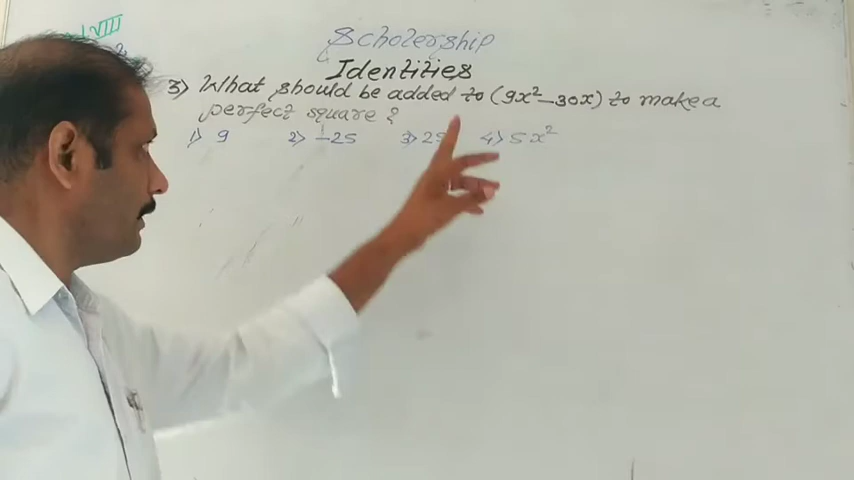 VIII
Scholership
Identities
3) What should be added to (9x²-30x) to make a
perfect square ?
1) 9 2) -25 3) 25 4) 5x²